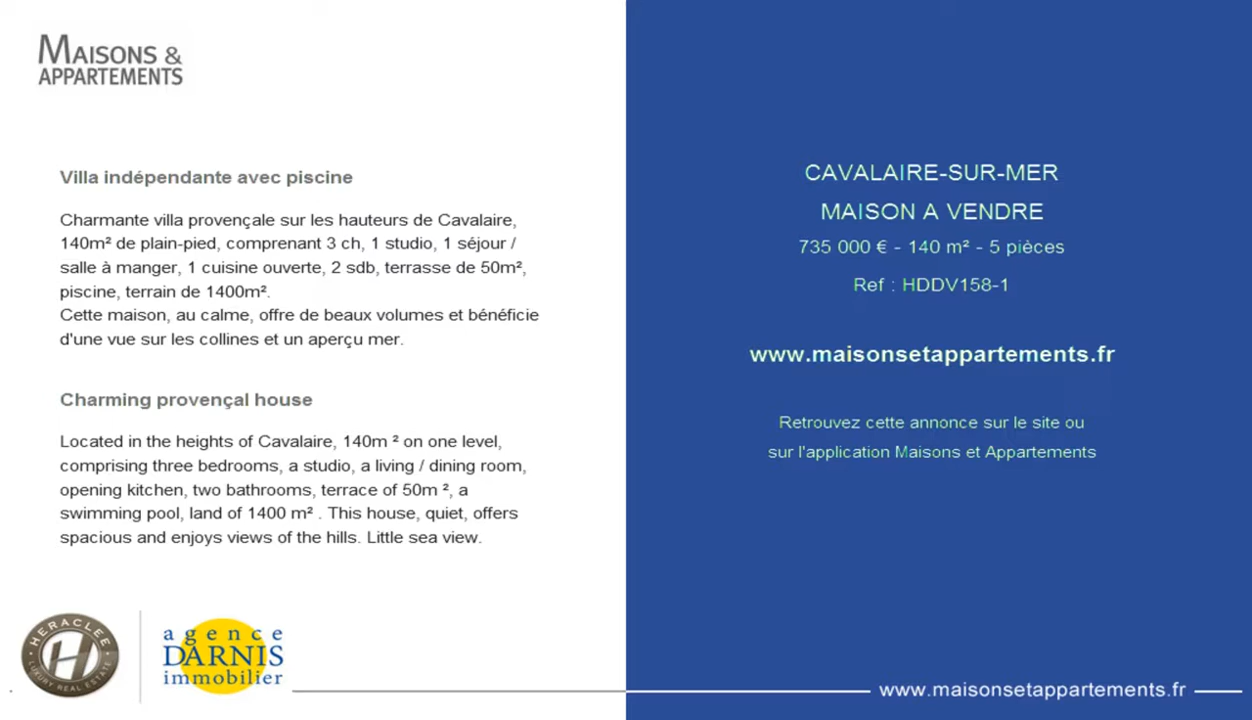 MAISONS &
APPARTEMENTS
Villa indépendante avec piscine
Charmante villa provençale sur les hauteurs de Cavalaire,
140m² de plain-pied, comprenant 3 ch, 1 studio, 1 séjour /
salle à manger, 1 cuisine ouverte, 2 sdb, terrasse de 50m²,
piscine, terrain de 1400m².
Cette maison, au calme, offre de beaux volumes et bénéficie
d'une vue sur les collines et un aperçu mer.
Charming provençal house
Located in the heights of Cavalaire, 140m ² on one level,
comprising three bedrooms, a studio, a living / dining room,
opening kitchen, two bathrooms, terrace of 50m ², a
swimming pool, land of 1400 m² . This house, quiet, offers
spacious and enjoys views of the hills. Little sea view.
HERACLEE
H
LUXURY REAL ESTATE
agence
DARNIS
immobilier
CAVALAIRE-SUR-MER
MAISON A VENDRE
735 000 € - 140 m² - 5 pièces
Ref : HDDV158-1
www.maisonsetappartements.fr
Retrouvez cette annonce sur le site ou
sur l'application Maisons et Appartements
www.maisonsetappartements.fr